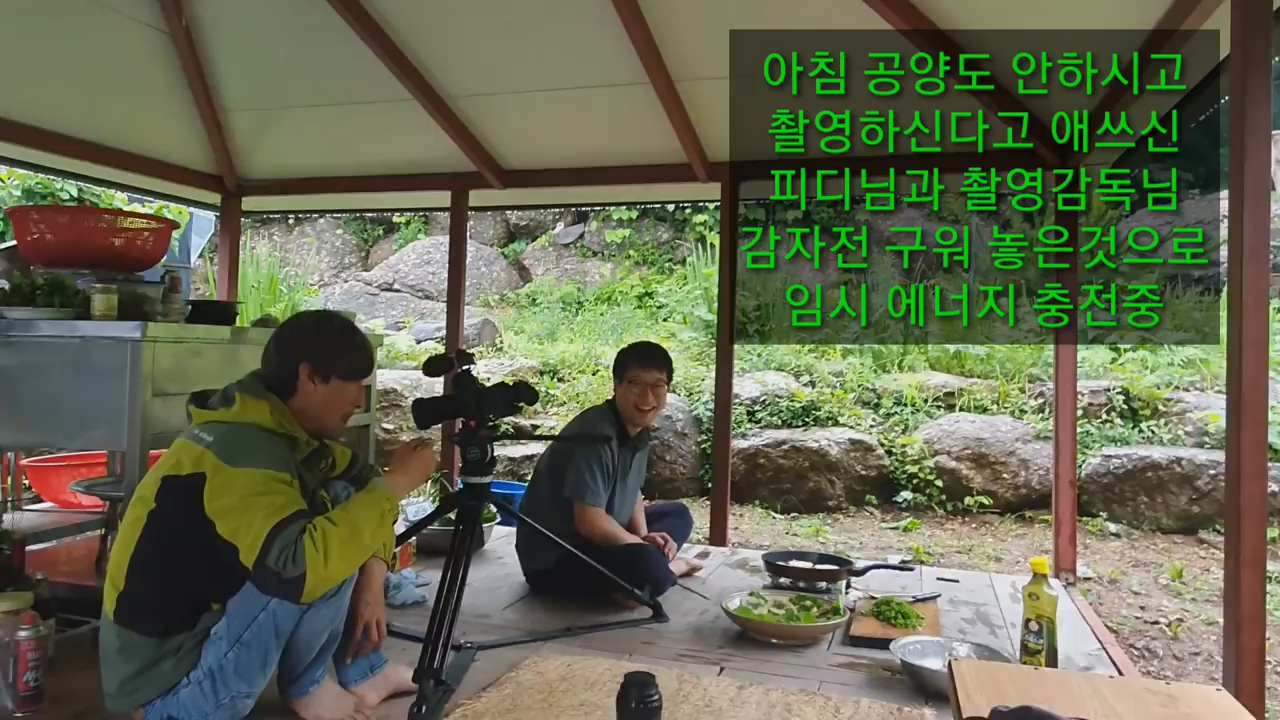 아침 공양도 안하시고
촬영하신다고 애쓰신
피디님과 촬영감독님
감자전 구워 놓은것으로
임시 에너지 충전중